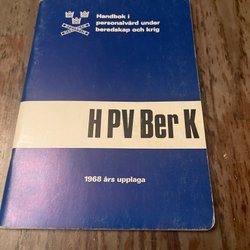 Handbok i
personalvård under
beredskap och krig
H PV Ber K
1968 års upplaga